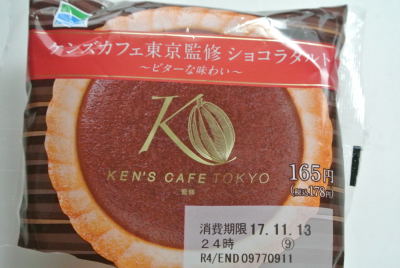 ケンズカフェ東京監修 ショコラタルト
～ビターな味わい～
K
KEN'S CAFE TOKYO
監修
165円
(税込178円)
消費期限 17.11.13
24時 ⑨
R4/END09770911